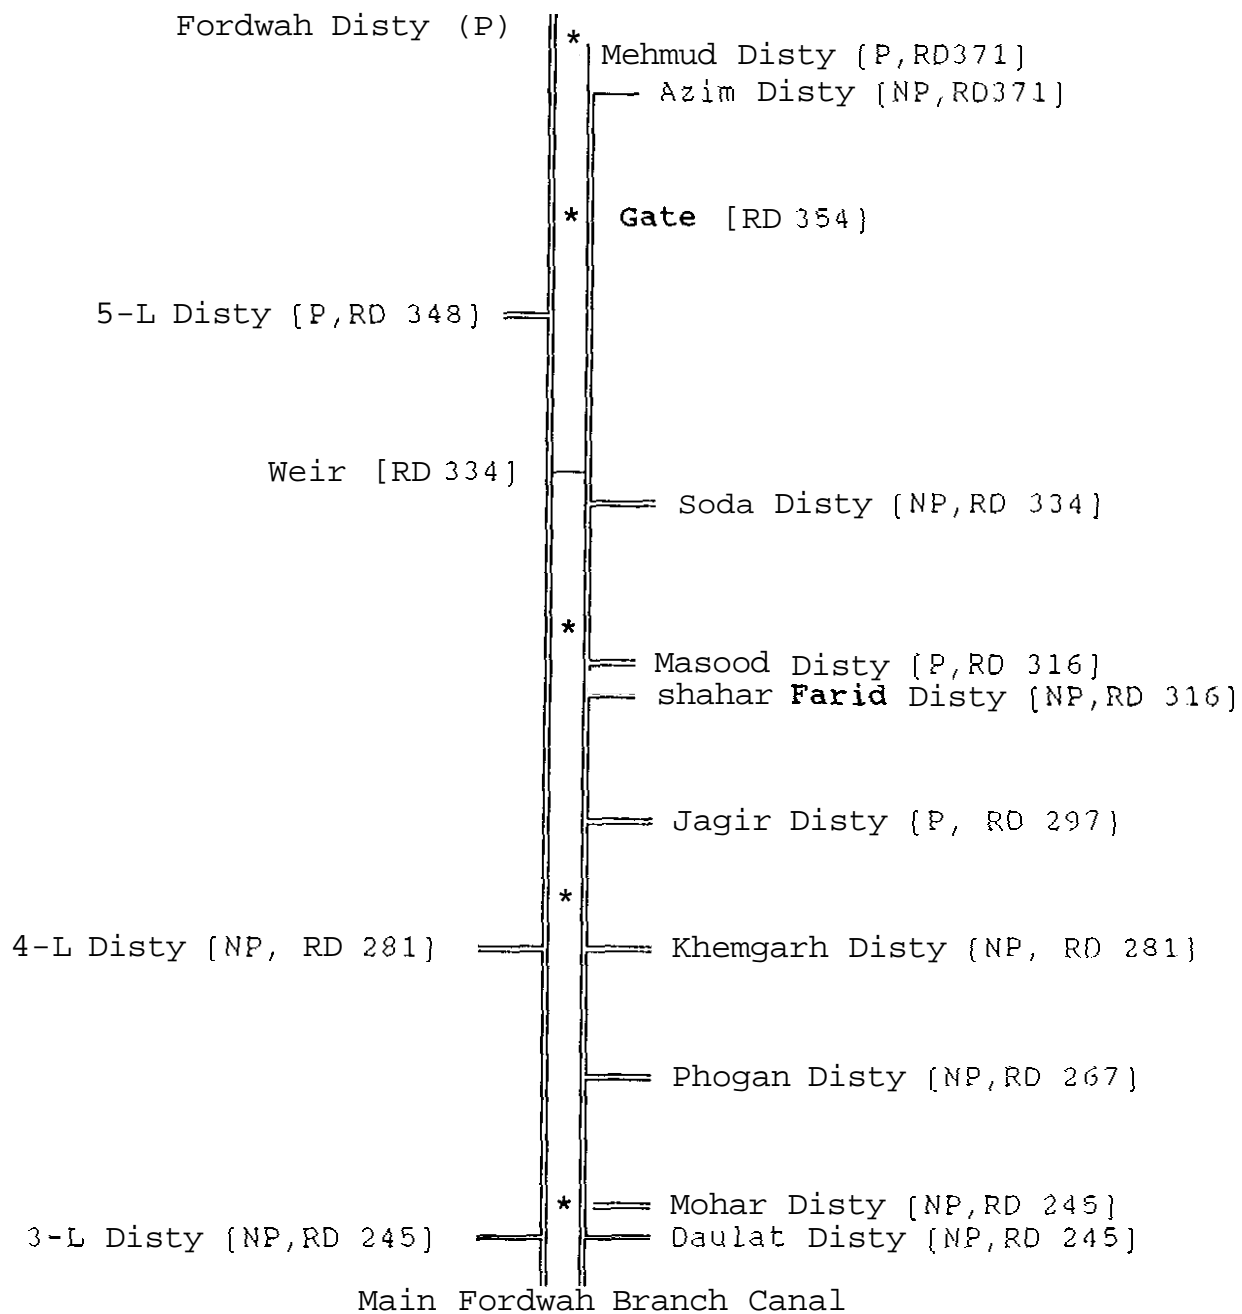 Fordwah Disty (P)
*
Mehmud Disty [P,RD371]
Azim Disty [NP,RD371]
* Gate [RD 354]
5-L Disty [P,RD 348]
Weir [RD 334]
Soda Disty [NP,RD 334]
*
Masood Disty [P,RD 316]
shahar Farid Disty [NP,RD 316]
Jagir Disty [P, RD 297]
*
4-L Disty [NP, RD 281] Khemgarh Disty [NP, RD 281]
Phogan Disty [NP,RD 267]
* Mohar Disty [NP,RD 245]
3-L Disty [NP,RD 245] Daulat Disty [NP,RD 245]
Main Fordwah Branch Canal